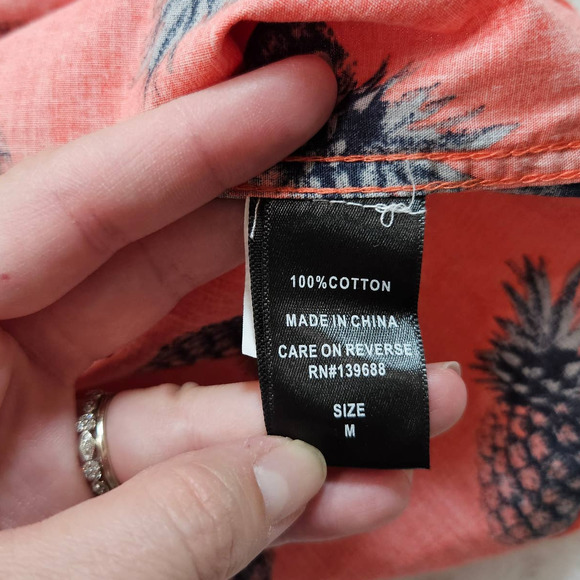 100%COTTON
MADE IN CHINA
CARE ON REVERSE
RN#139688
SIZE
M